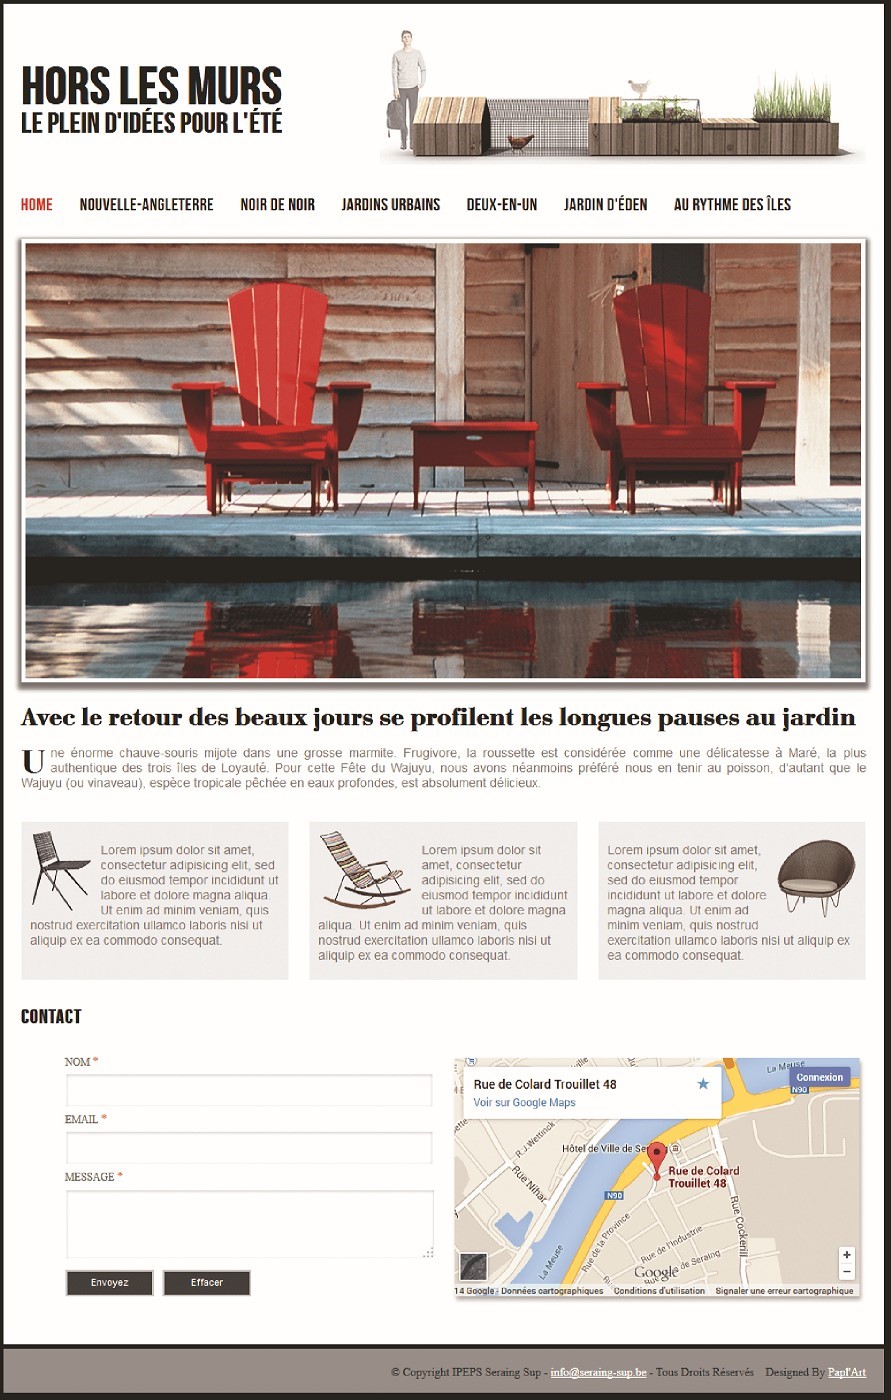 HORS LES MURS
LE PLEIN D'IDÉES POUR L'ÉTÉ
HOME NOUVELLE-ANGLETERRE NOIR DE NOIR JARDINS URBAINS DEUX-EN-UN JARDIN D'ÉDEN AU RYTHME DES ÎLES
Avec le retour des beaux jours se profilent les longues pauses au jardin
Une énorme chauve-souris mijote dans une grosse marmite. Frugivore, la roussette est considérée comme une délicatesse à Maré, la plus
authentique des trois îles de Loyauté. Pour cette Fête du Wajuyu, nous avons néanmoins préféré nous en tenir au poisson, d'autant que le
Wajuyu (ou vinaveau), espèce tropicale pêchée en eaux profondes, est absolument délicieux.
Lorem ipsum dolor sit amet,
consectetur adipisicing elit, sed
do eiusmod tempor incididunt ut
labore et dolore magna aliqua.
Ut enim ad minim veniam, quis
nostrud exercitation ullamco laboris nisi ut
aliquip ex ea commodo consequat.
Lorem ipsum dolor sit
amet, consectetur
adipisicing elit, sed do
eiusmod tempor incididunt
ut labore et dolore magna
aliqua. Ut enim ad minim veniam, quis
nostrud exercitation ullamco laboris nisi ut
aliquip ex ea commodo consequat.
Lorem ipsum dolor sit amet,
consectetur adipisicing elit,
sed do eiusmod tempor
incididunt ut labore et dolore
magna aliqua. Ut enim ad
minim veniam, quis nostrud
exercitation ullamco laboris nisi ut aliquip ex
ea commodo consequat.
CONTACT
NOM *
EMAIL *
MESSAGE *
Envoyez Effacer
Rue de Colard Trouillet 48
Voir sur Google Maps
Connexion
La Meuse
N90
R.J.Wettinck
Hôtel de Ville de Se
Rue Nihar
Rue de Colard
Trouillet 48
N90
Rue de la Province
Rue Cockerill
Rue de l'Industrie
La Meuse
Google
de Seraing
14 Google - Données cartographiques Conditions d'utilisation Signaler une erreur cartographique
© Copyright IPEPS Seraing Sup - info@seraing-sup.be - Tous Droits Réservés Designed By Papl'Art